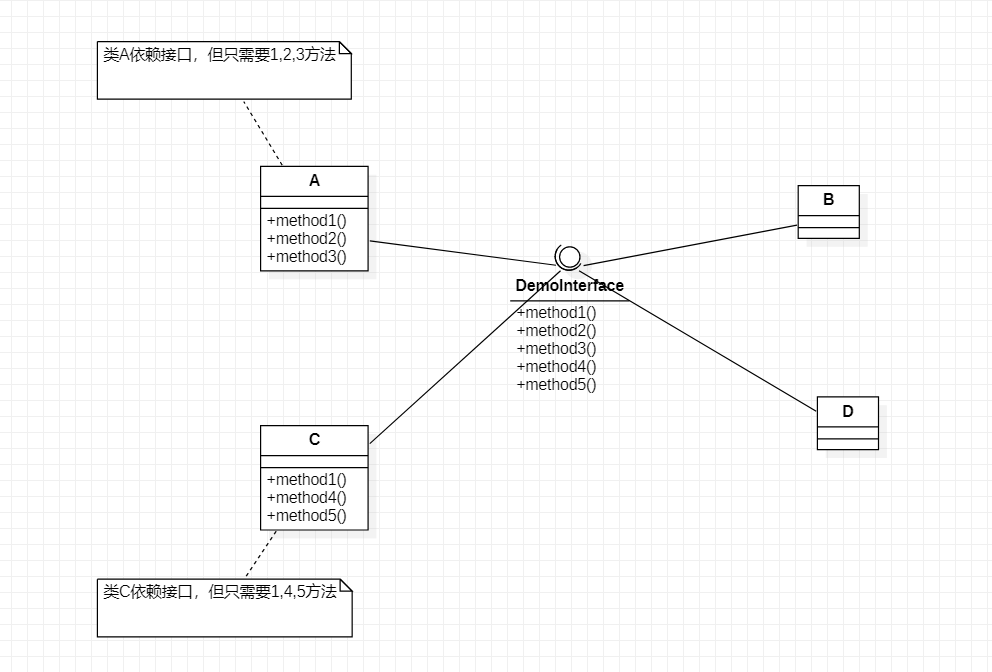 类A依赖接口，但只需要1,2,3方法
A
+method1()
+method2()
+method3()
B
DemoInterface
+method1()
+method2()
+method3()
+method4()
+method5()
D
C
+method1()
+method4()
+method5()
类C依赖接口，但只需要1,4,5方法